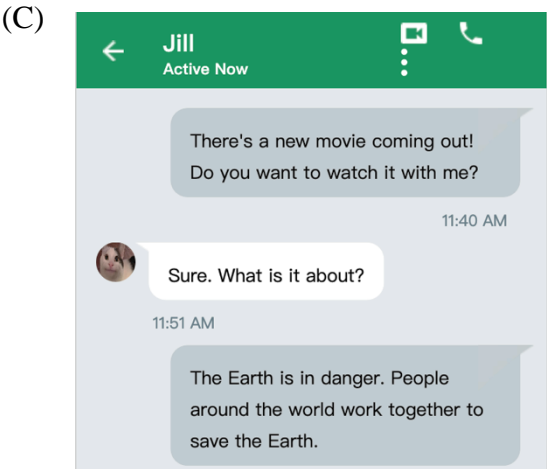 (C)
Jill
Active Now
There's a new movie coming out!
Do you want to watch it with me?
11:40 AM
Sure. What is it about?
11:51 AM
The Earth is in danger. People
around the world work together to
save the Earth.